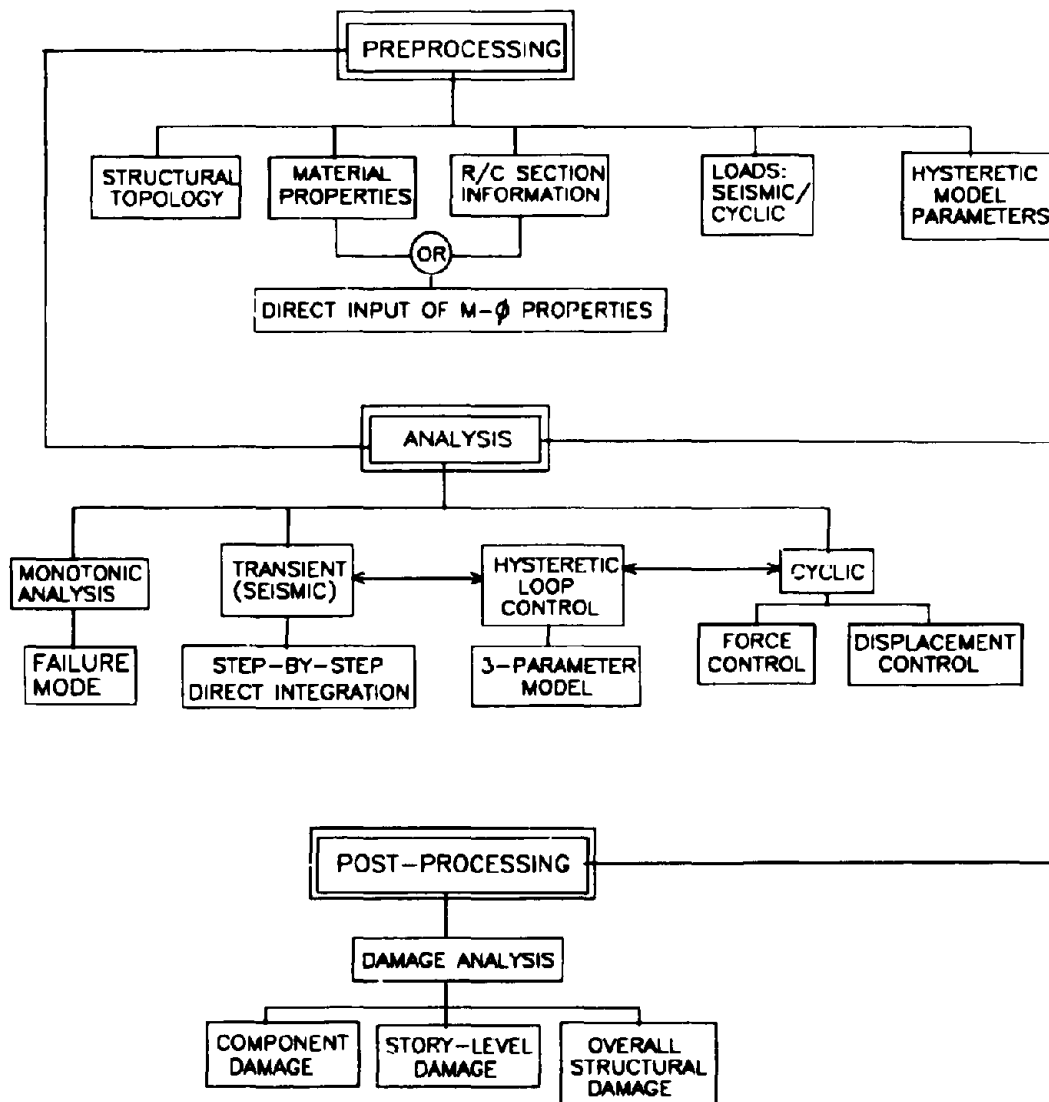 PREPROCESSING
STRUCTURAL
TOPOLOGY
MATERIAL
PROPERTIES
R/C SECTION
INFORMATION
LOADS:
SEISMIC/
CYCLIC
HYSTERETIC
MODEL
PARAMETERS
OR
DIRECT INPUT OF M-ϕ PROPERTIES
ANALYSIS
MONOTONIC
ANALYSIS
TRANSIENT
(SEISMIC)
HYSTERETIC
LOOP
CONTROL
CYCLIC
FAILURE
MODE
STEP-BY-STEP
DIRECT INTEGRATION
3-PARAMETER
MODEL
FORCE
CONTROL
DISPLACEMENT
CONTROL
POST-PROCESSING
DAMAGE ANALYSIS
COMPONENT
DAMAGE
STORY-LEVEL
DAMAGE
OVERALL
STRUCTURAL
DAMAGE